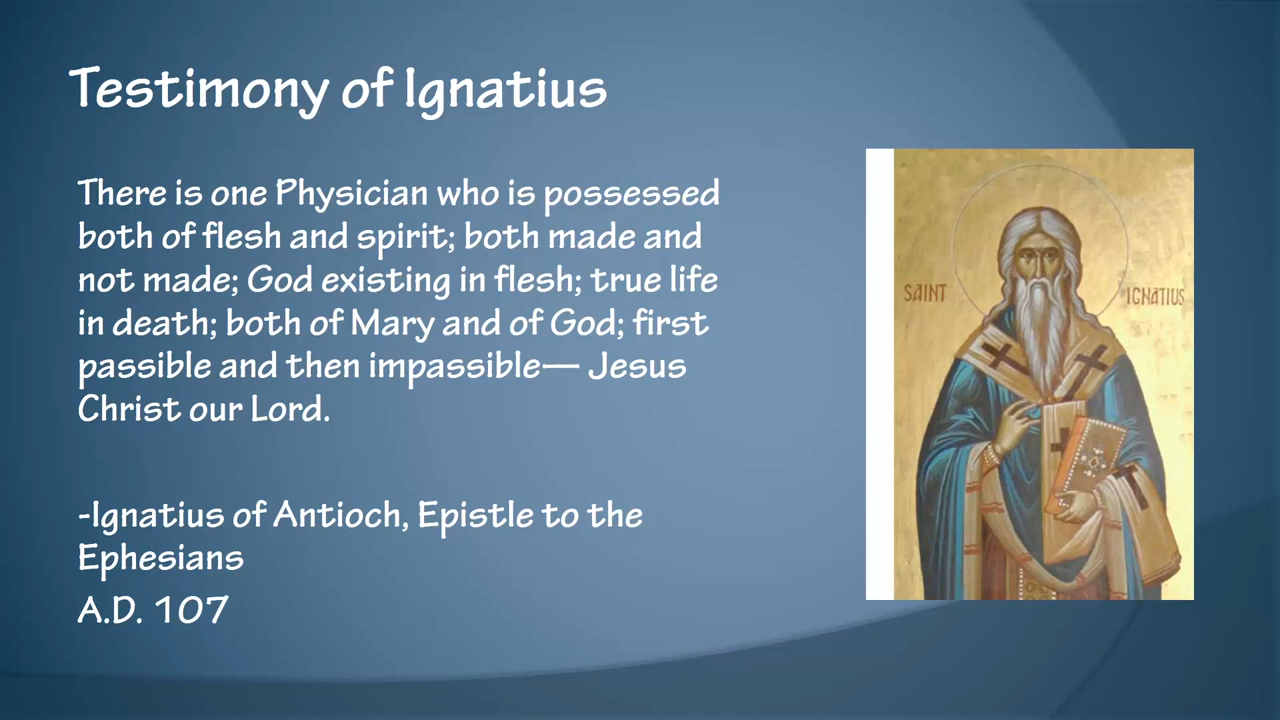 Testimony of Ignatius
There is one Physician who is possessed
both of flesh and spirit; both made and
not made; God existing in flesh; true life
in death; both of Mary and of God; first
passible and then impassible— Jesus
Christ our Lord.
-Ignatius of Antioch, Epistle to the
Ephesians
A.D. 107
SAINT IGNATIUS